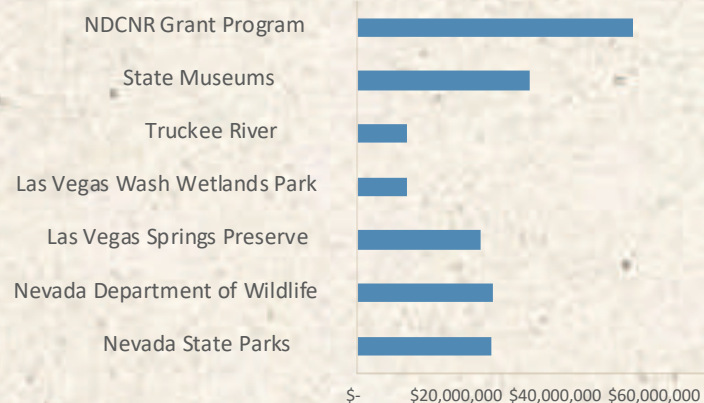 NDCNR Grant Program
State Museums
Truckee River
Las Vegas Wash Wetlands Park
Las Vegas Springs Preserve
Nevada Department of Wildlife
Nevada State Parks
$- $20,000,000 $40,000,000 $60,000,000